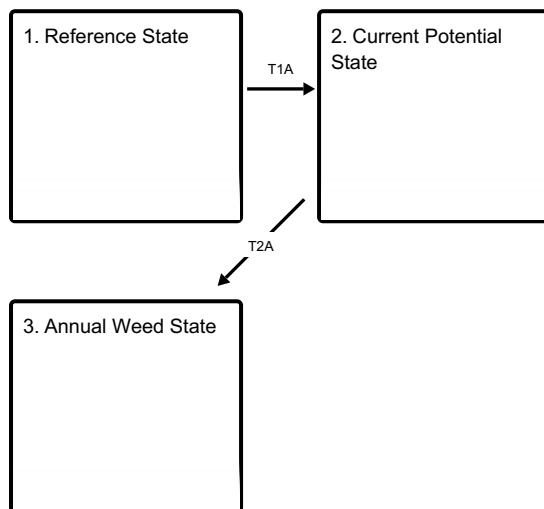 1. Reference State
T1A
2. Current Potential
State
T2A
3. Annual Weed State